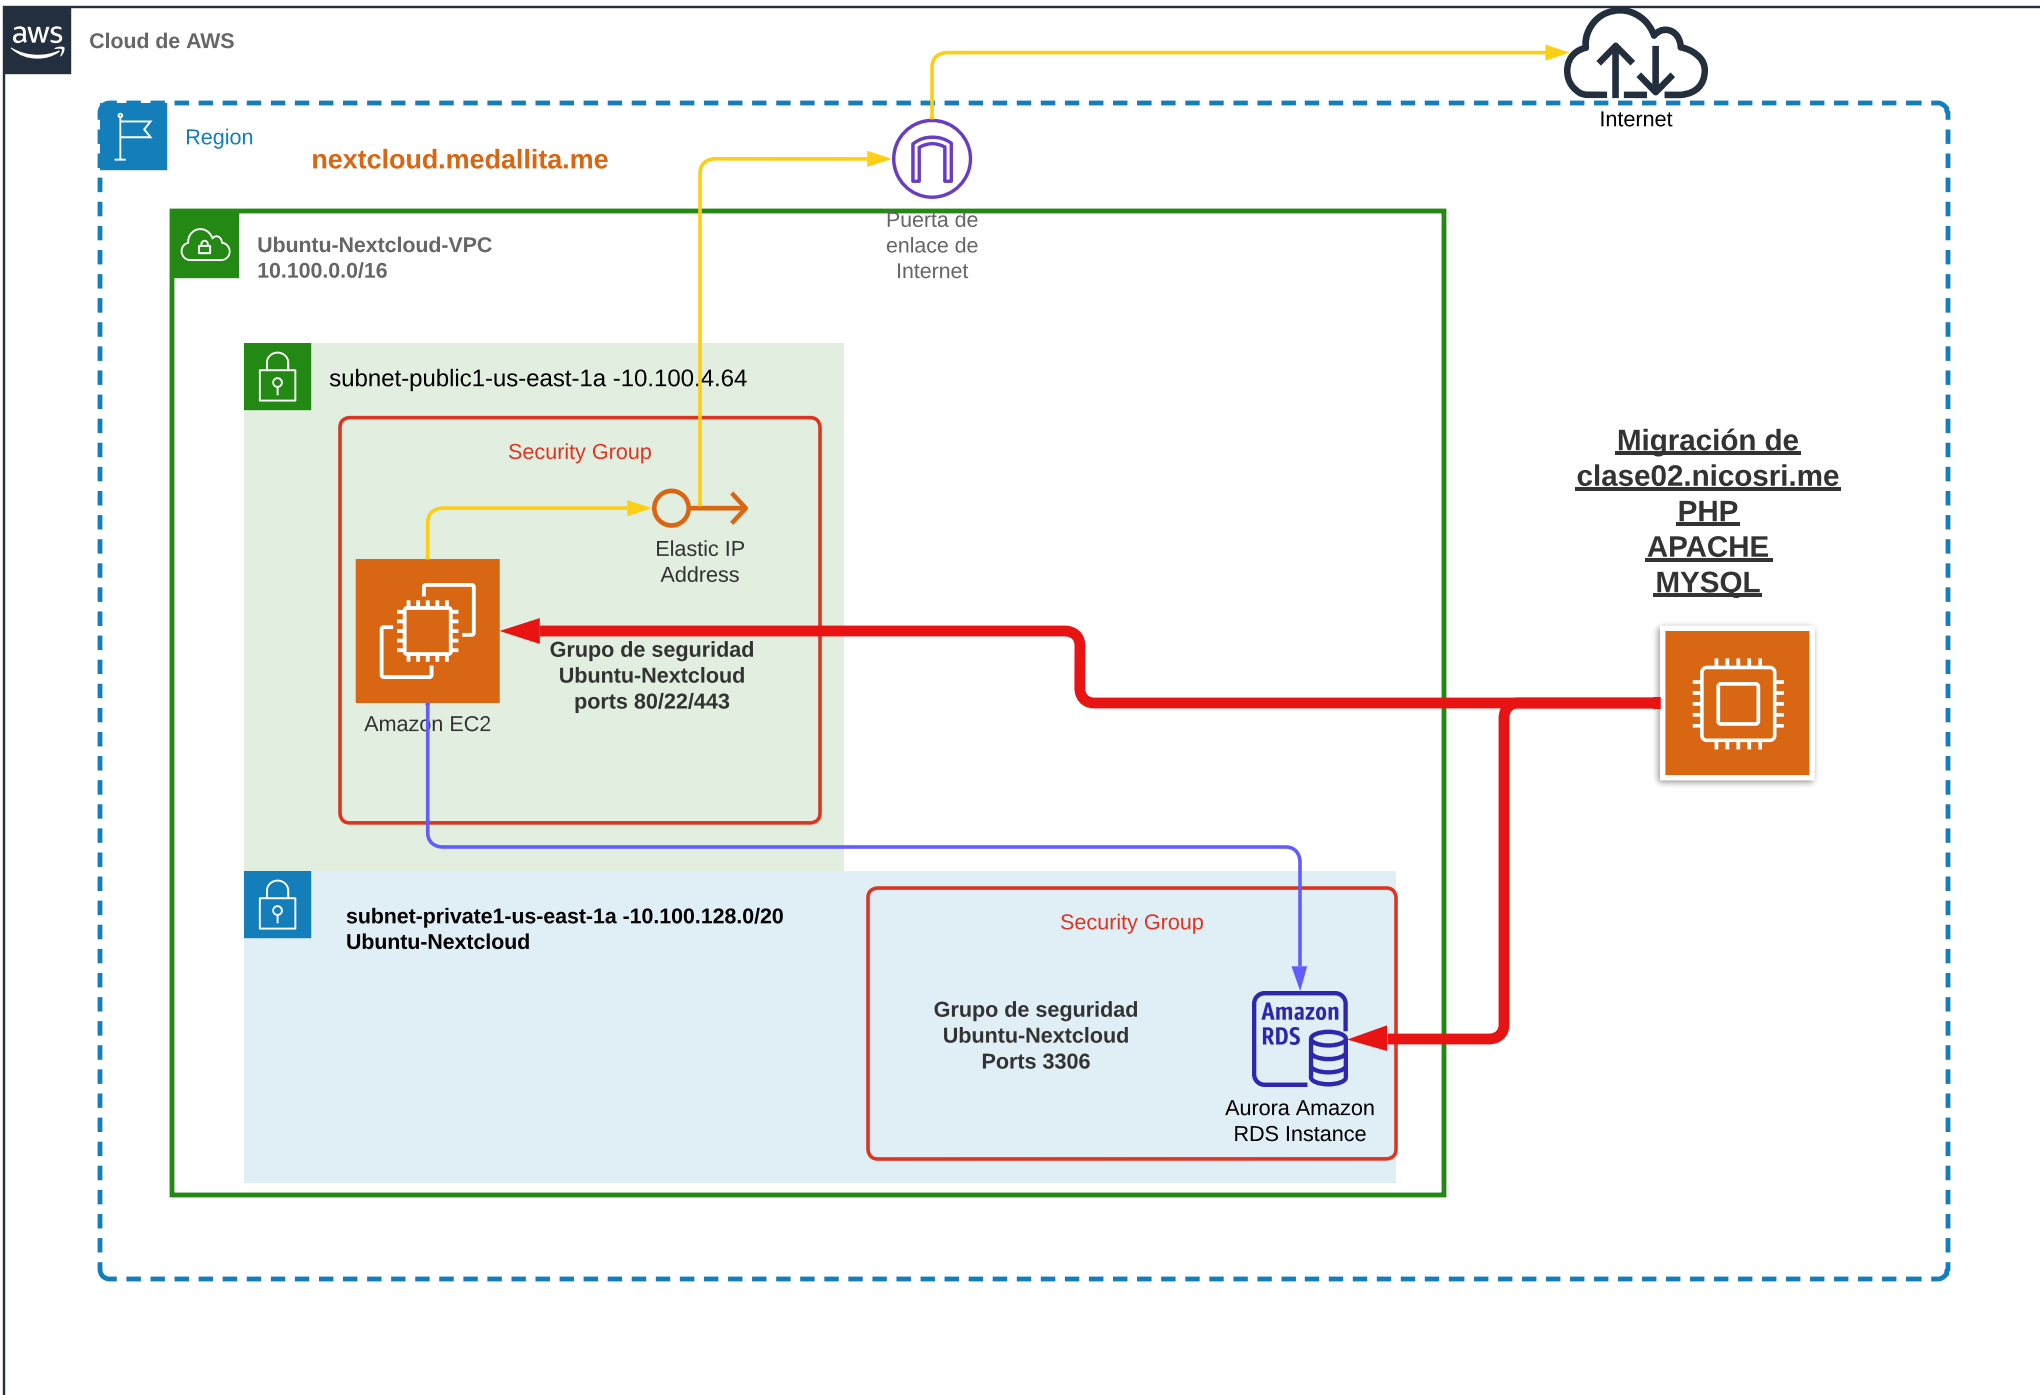 aws
Cloud de AWS
Internet
Region
nextcloud.medallita.me
Puerta de
enlace de
Internet
Ubuntu-Nextcloud-VPC
10.100.0.0/16
subnet-public1-us-east-1a -10.100.4.64
Security Group
Elastic IP
Address
Grupo de seguridad
Ubuntu-Nextcloud
ports 80/22/443
Amazon EC2
Migración de
clase02.nicosri.me
PHP
APACHE
MYSQL
subnet-private1-us-east-1a -10.100.128.0/20
Ubuntu-Nextcloud
Security Group
Grupo de seguridad
Ubuntu-Nextcloud
Ports 3306
Amazon
RDS
Aurora Amazon
RDS Instance